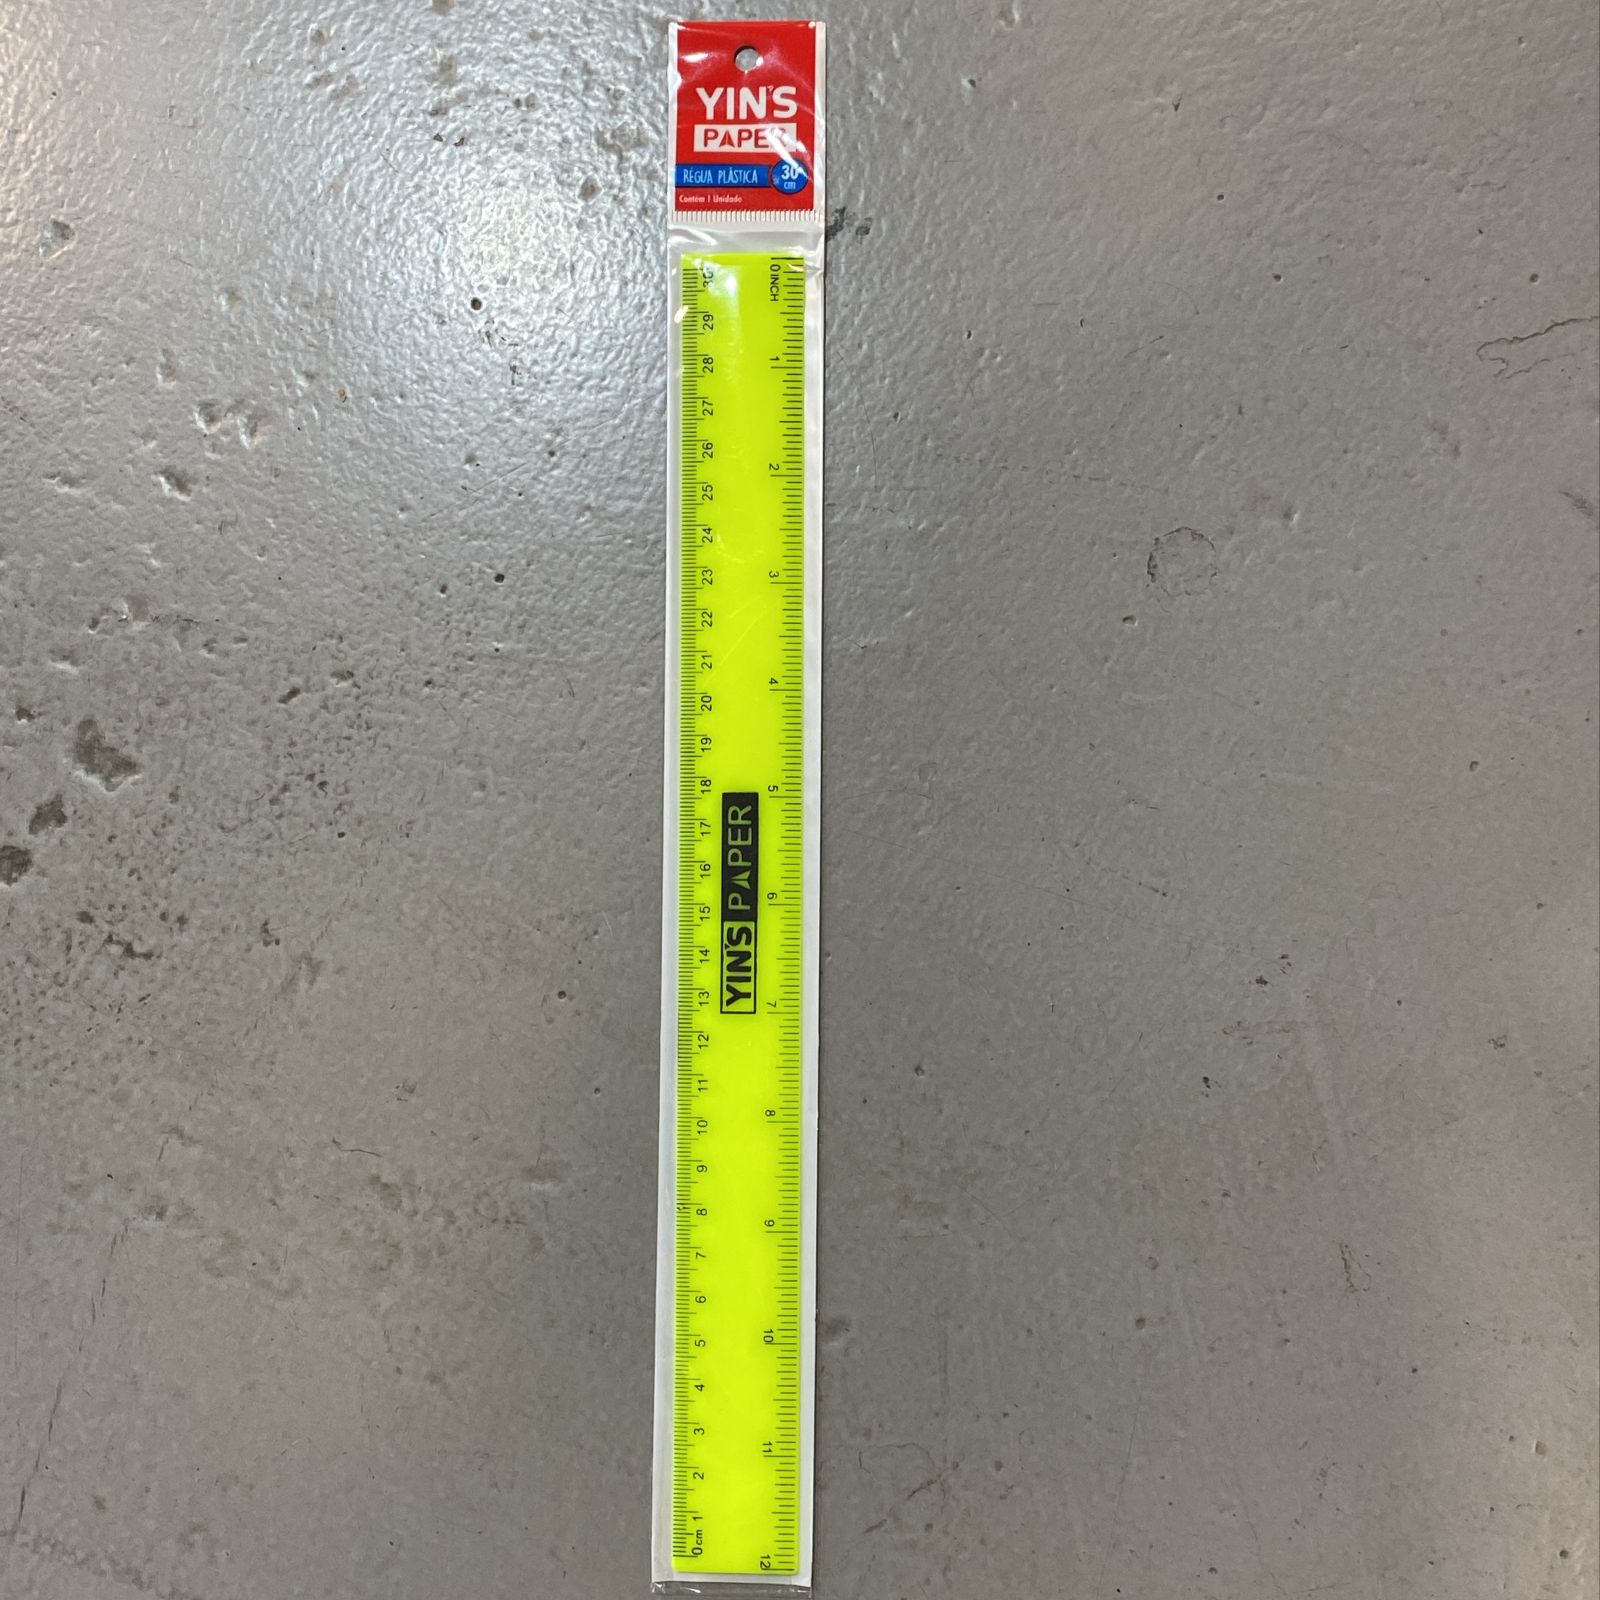 YIN'S
PAPER
RÉGUA PLÁSTICA
30
cm
Contém 1 Unidade
0 INCH 1 2 3 4 5 6 7 8 9 10 11 12
YIN'S PAPER
0 cm 1 2 3 4 5 6 7 8 9 10 11 12 13 14 15 16 17 18 19 20 21 22 23 24 25 26 27 28 29 30